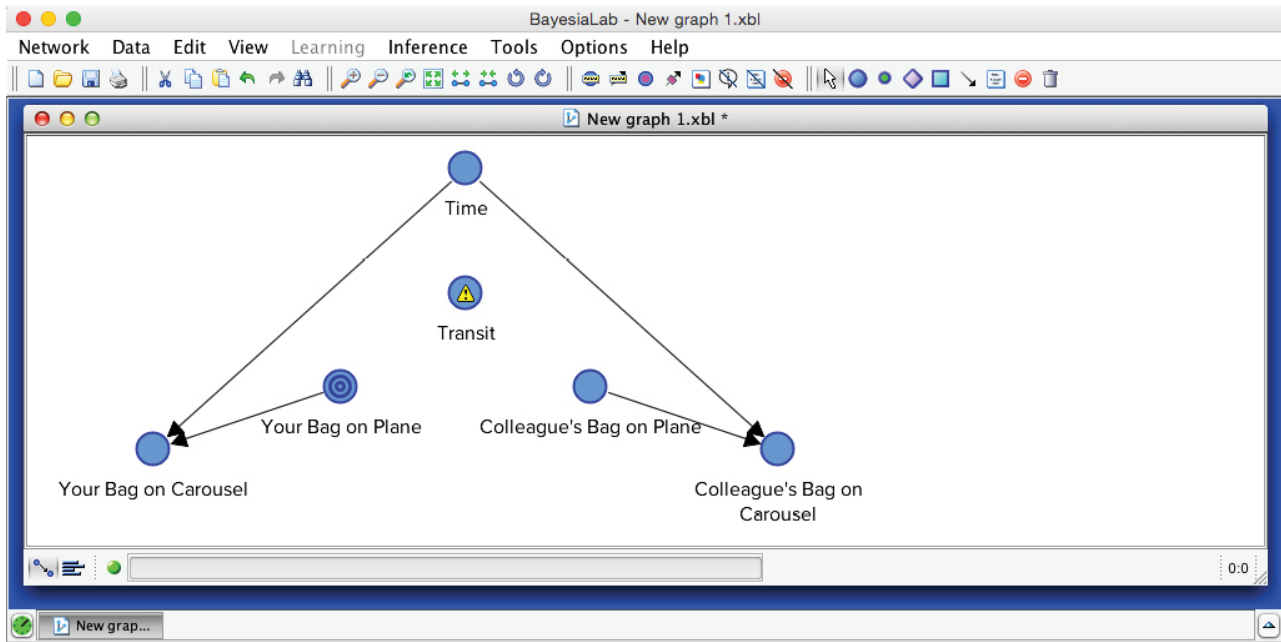 BayesiaLab - New graph 1.xbl
Network Data Edit View Learning Inference Tools Options Help
New graph 1.xbl *
Time
Transit
Your Bag on Plane
Colleague's Bag on Plane
Your Bag on Carousel
Colleague's Bag on
Carousel
0:0
New grap...